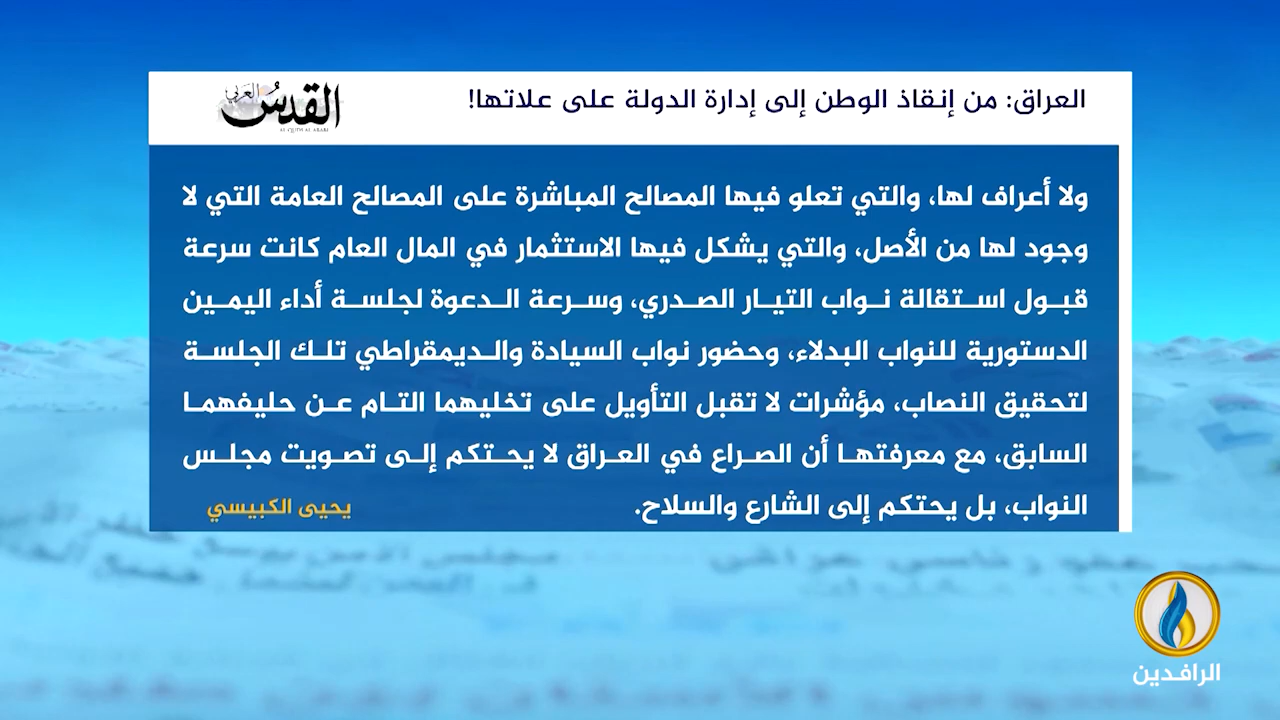 العراق: من إنقاذ الوطن إلى إدارة الدولة على علاتها!
القدس العربي
AL-QUDS AL-ARABI
ولا أعراف لها، والتي تعلو فيها المصالح المباشرة على المصالح العامة التي لا
وجود لها من الأصل، والتي يشكل فيها الاستثمار في المال العام كانت سرعة
قبول استقالة نواب التيار الصدري، وسرعة الدعوة لجلسة أداء اليمين
الدستورية للنواب البدلاء، وحضور نواب السيادة والديمقراطي تلك الجلسة
لتحقيق النصاب، مؤشرات لا تقبل التأويل على تخليهما التام عن حليفهما
السابق، مع معرفتها أن الصراع في العراق لا يحتكم إلى تصويت مجلس
النواب، بل يحتكم إلى الشارع والسلاح.
يحيى الكبيسي
الرافدين